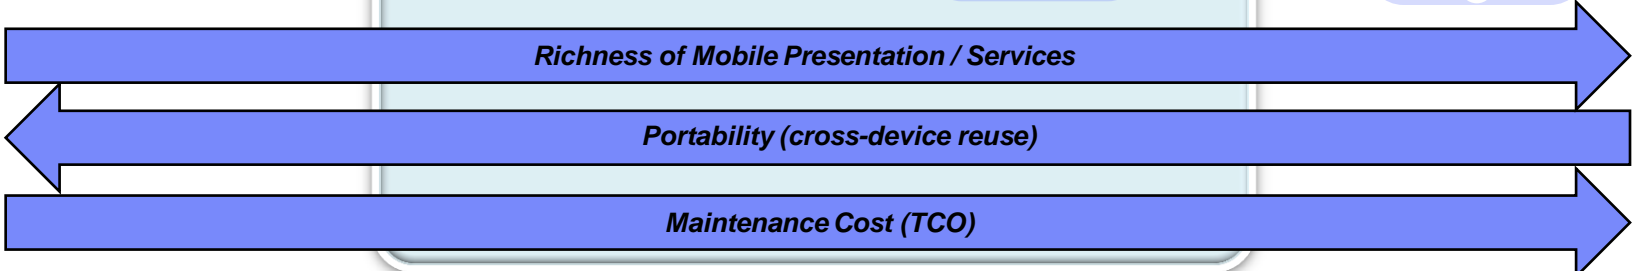 Richness of Mobile Presentation / Services
Portability (cross-device reuse)
Maintenance Cost (TCO)